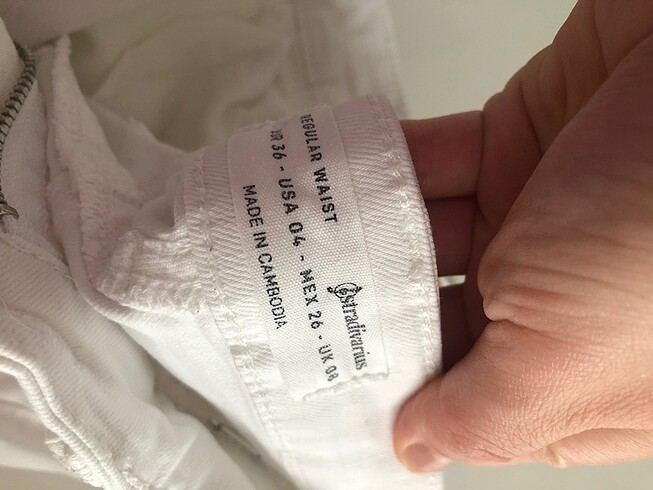 Stradivarius
REGULAR WAIST
EUR 36 - USA 04 - MEX 26 - UK 08
MADE IN CAMBODIA